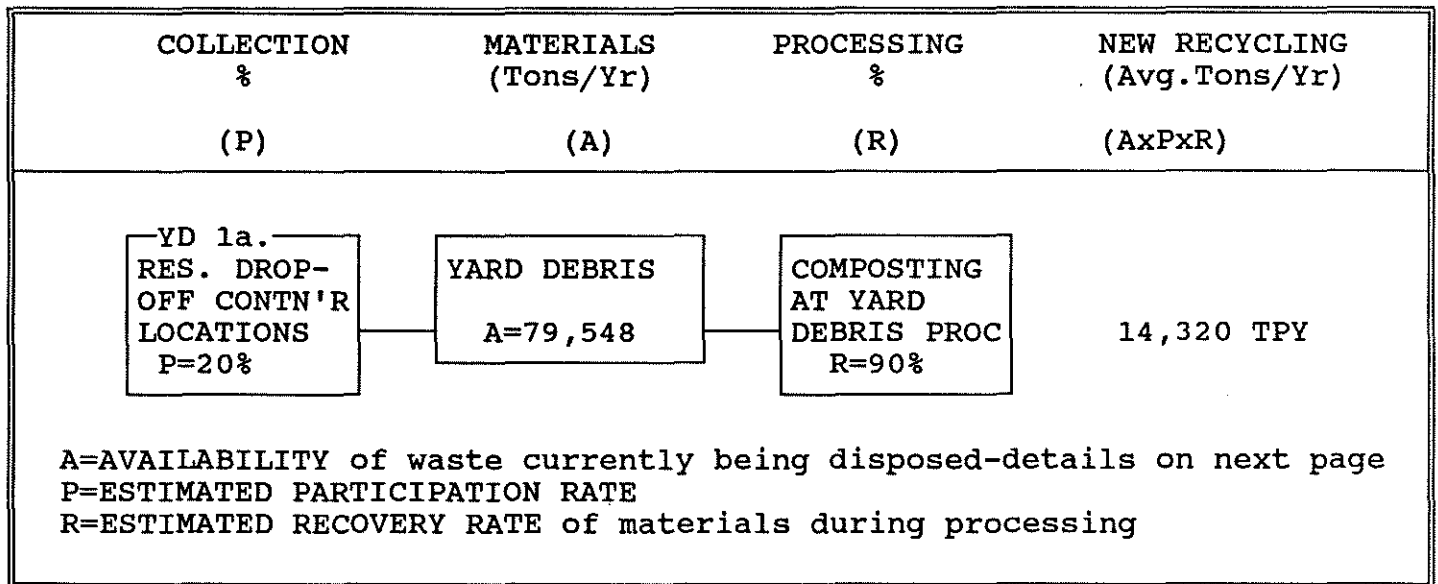 COLLECTION MATERIALS PROCESSING NEW RECYCLING
% (Tons/Yr) % (Avg.Tons/Yr)
(P) (A) (R) (AxPxR)
YD 1a.
RES. DROP- YARD DEBRIS COMPOSTING
OFF CONTN'R AT YARD
LOCATIONS A=79,548 DEBRIS PROC 14,320 TPY
P=20% R=90%
A=AVAILABILITY of waste currently being disposed-details on next page
P=ESTIMATED PARTICIPATION RATE
R=ESTIMATED RECOVERY RATE of materials during processing